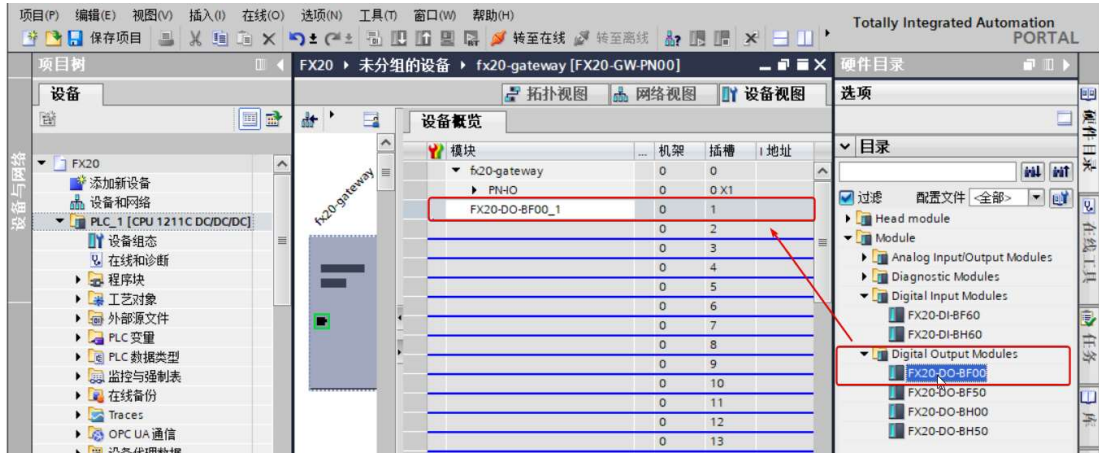 项目(P) 编辑(E) 视图(V) 插入(I) 在线(O) 选项(N) 工具(T) 窗口(W) 帮助(H)
Totally Integrated Automation
PORTAL
保存项目 转至在线 转至离线
项目树
FX20 ▸ 未分组的设备 ▸ fx20-gateway [FX20-GW-PN00]
硬件目录
设备
拓扑视图 网络视图 设备视图
选项
设备概览
模块 ... 机架 插槽 I 地址
fx20-gateway 0 0
PN-IO 0 0 X1
FX20-DO-BF00_1 0 1
0 2
0 3
0 4
0 5
0 6
0 7
0 8
0 9
0 10
0 11
0 12
0 13
fx20-gateway
FX20
添加新设备
设备和网络
PLC_1 [CPU 1211C DC/DC/DC]
设备组态
在线和诊断
程序块
工艺对象
外部源文件
PLC 变量
PLC 数据类型
监控与强制表
在线备份
Traces
OPC UA 通信
设备代理数据
设备与网络
目录
过滤 配置文件 <全部>
Head module
Module
Analog Input/Output Modules
Diagnostic Modules
Digital Input Modules
FX20-DI-BF60
FX20-DI-BH60
Digital Output Modules
FX20-DO-BF00
FX20-DO-BF50
FX20-DO-BH00
FX20-DO-BH50
硬件目录
在线工具
任务
库